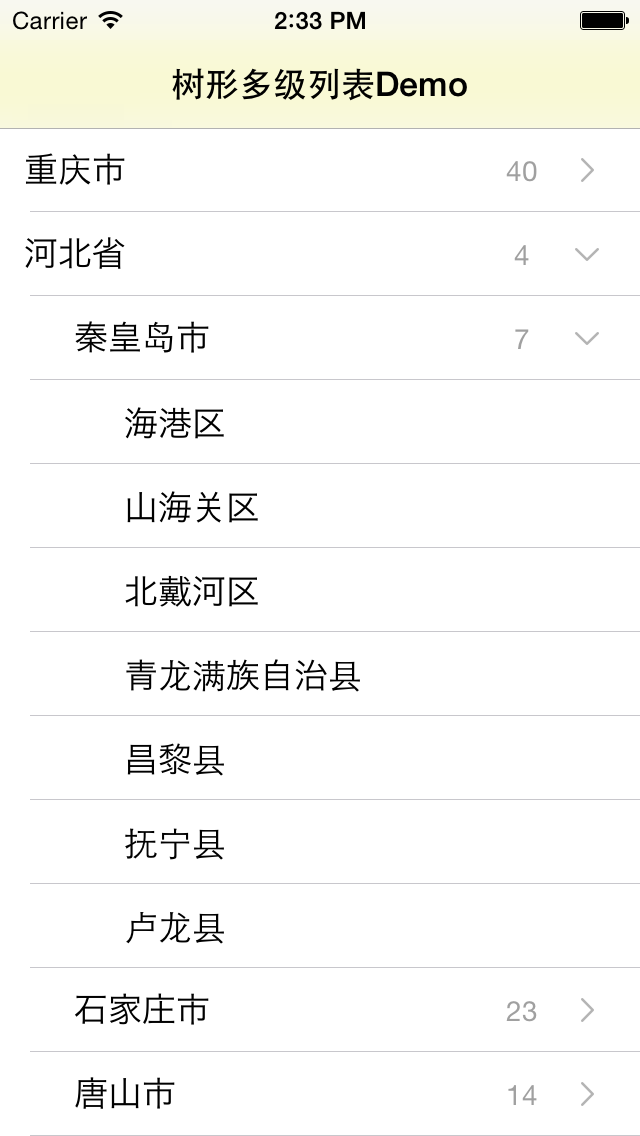 Carrier 2:33 PM
树形多级列表Demo
重庆市 40
河北省 4
秦皇岛市 7
海港区
山海关区
北戴河区
青龙满族自治县
昌黎县
抚宁县
卢龙县
石家庄市 23
唐山市 14